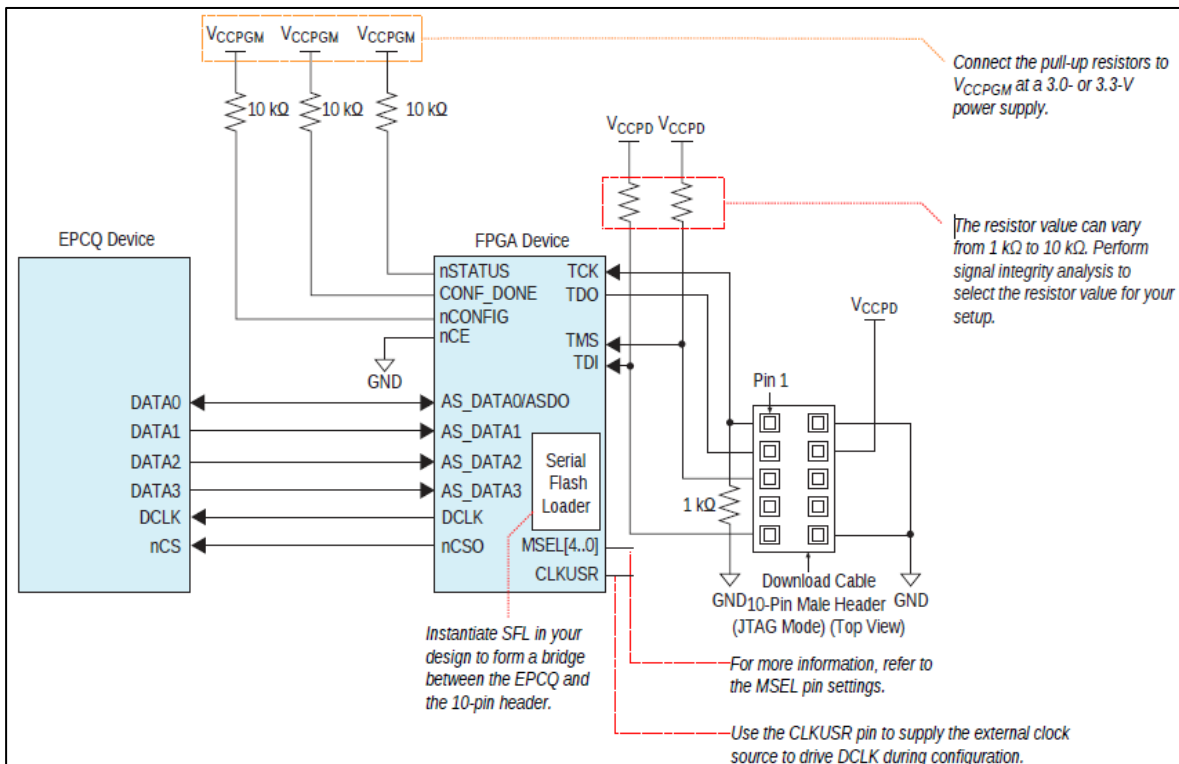 VCCPGM VCCPGM VCCPGM
Connect the pull-up resistors to
VCCPGM at a 3.0- or 3.3-V
power supply.
10 kΩ 10 kΩ 10 kΩ
VCCPD VCCPD
The resistor value can vary
from 1 kΩ to 10 kΩ. Perform
signal integrity analysis to
select the resistor value for your
setup.
EPCQ Device
FPGA Device
nSTATUS
CONF_DONE
nCONFIG
nCE
TCK
TDO
TMS
TDI
GND
VCCPD
Pin 1
DATA0
DATA1
DATA2
DATA3
DCLK
nCS
AS_DATA0/ASDO
AS_DATA1
AS_DATA2
AS_DATA3
DCLK
nCSO
Serial
Flash
Loader
MSEL[4..0]
CLKUSR
1 kΩ
GND
GND
Download Cable
10-Pin Male Header
(JTAG Mode) (Top View)
Instantiate SFL in your
design to form a bridge
between the EPCQ and
the 10-pin header.
For more information, refer to
the MSEL pin settings.
Use the CLKUSR pin to supply the external clock
source to drive DCLK during configuration.